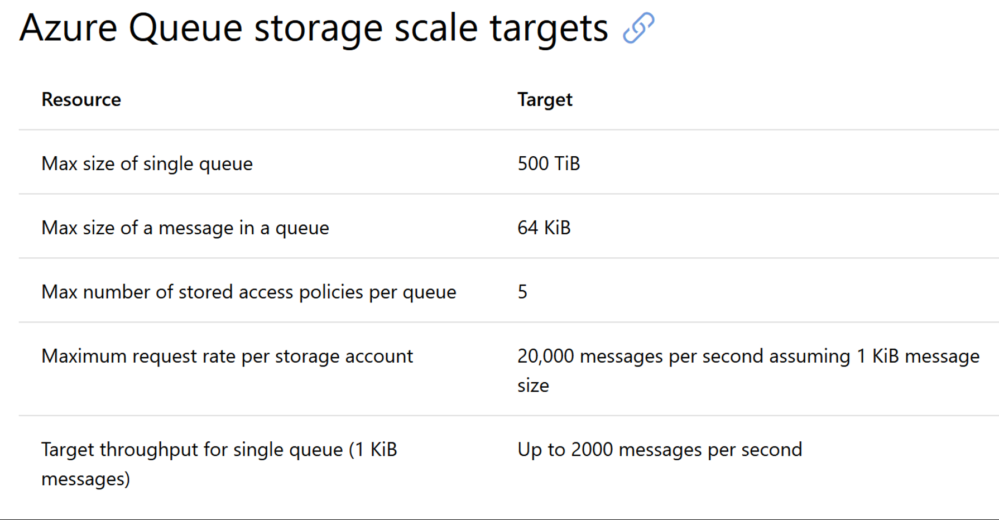 Azure Queue storage scale targets
Resource Target
Max size of single queue 500 TiB
Max size of a message in a queue 64 KiB
Max number of stored access policies per queue 5
Maximum request rate per storage account 20,000 messages per second assuming 1 KiB message
size
Target throughput for single queue (1 KiB Up to 2000 messages per second
messages)